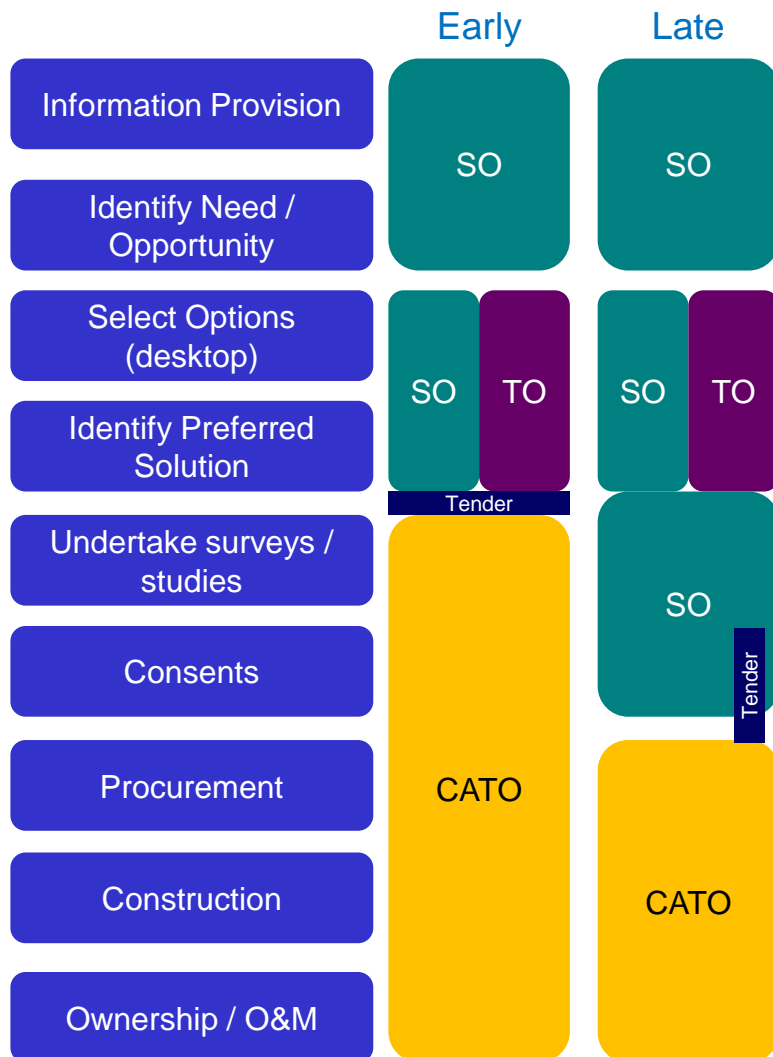 Early Late
Information Provision
SO SO
Identify Need /
Opportunity
Select Options
(desktop)
SO TO SO TO
Identify Preferred
Solution
Tender
Undertake surveys /
studies
SO
Consents
Tender
Procurement
CATO
Construction
CATO
Ownership / O&M